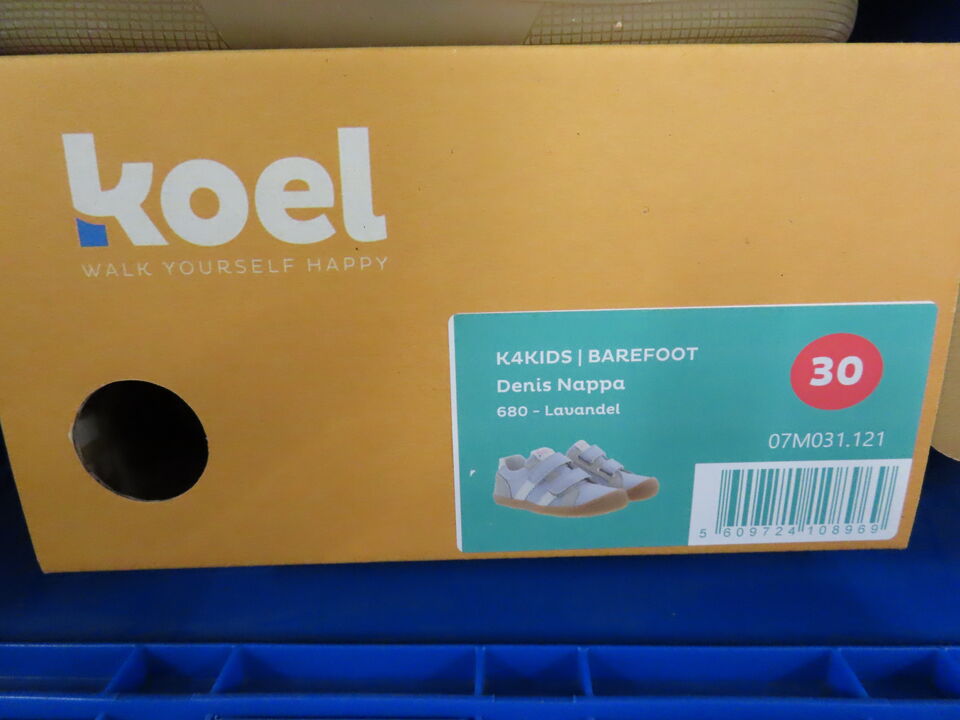 koel
WALK YOURSELF HAPPY
K4KIDS | BAREFOOT
Denis Nappa
680 - Lavandel
30
07M031.121
5 609724 108969